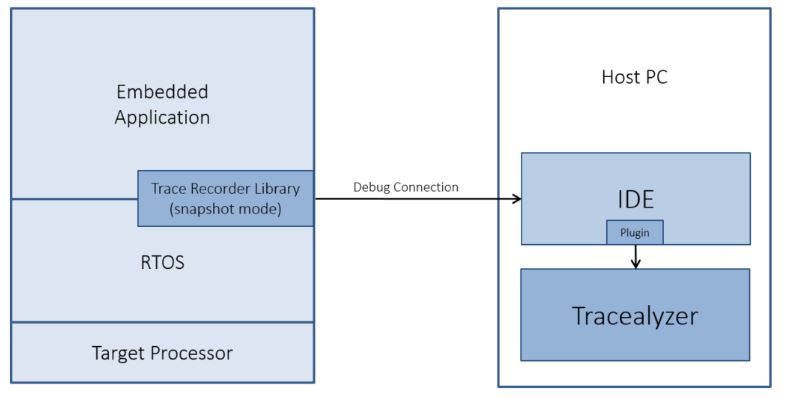 Embedded
Application
Trace Recorder Library
(snapshot mode)
RTOS
Target Processor
Debug Connection
Host PC
IDE
Plugin
Tracealyzer